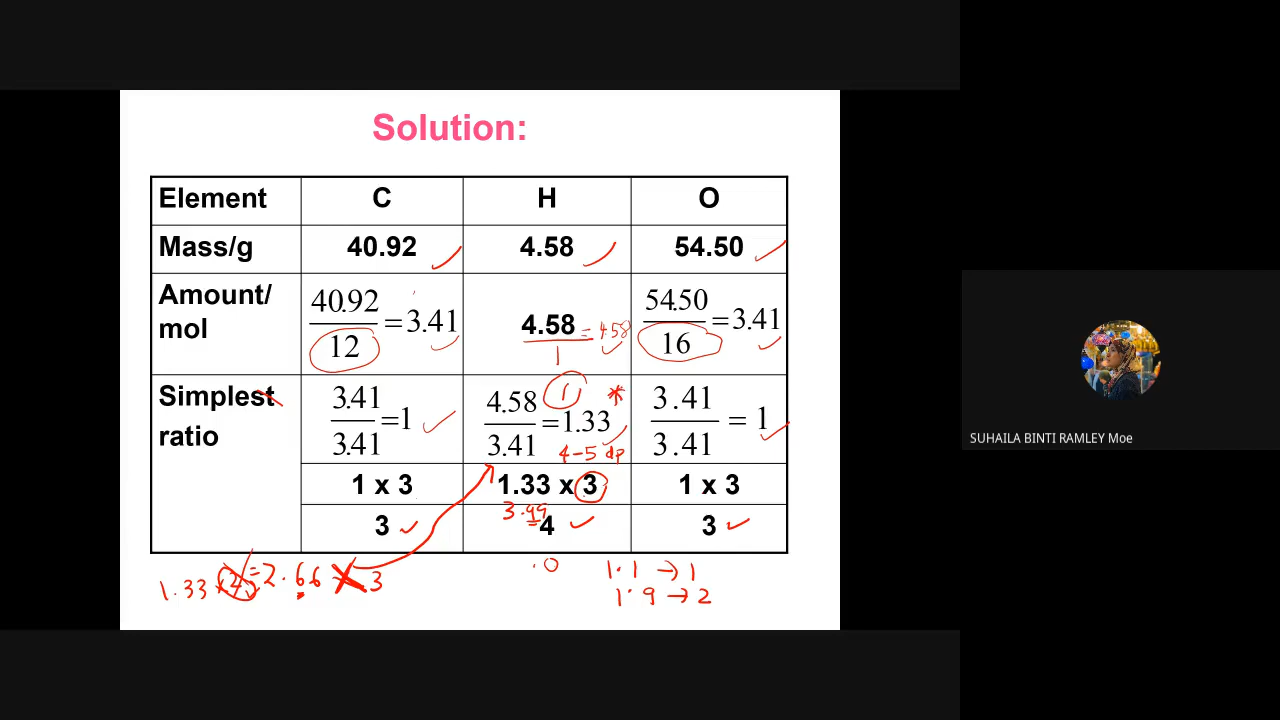 Solution:
Element C H O
Mass/g 40.92 4.58 54.50
Amount/mol 40.92/12 = 3.41 4.58/1 = 4.58 54.50/16 = 3.41
Simplest ratio 3.41/3.41 = 1 4.58/3.41 = 1.33 3.41/3.41 = 1
1 *
4-5 dp
1 x 3 1.33 x 3 1 x 3
3.99
3 4 3
.0
1.33 x 2 = 2.66 3
1.1 → 1
1.9 → 2
SUHAILA BINTI RAMLEY Moe